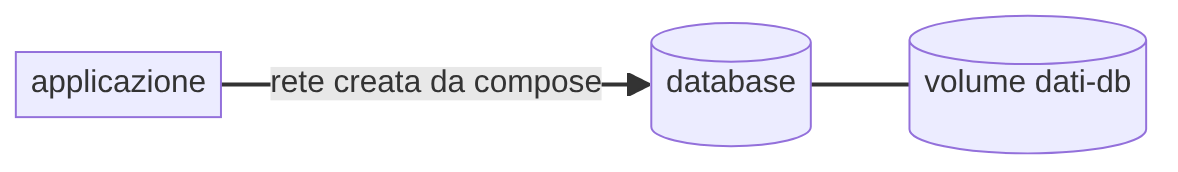 applicazione
rete creata da compose
database
volume dati-db